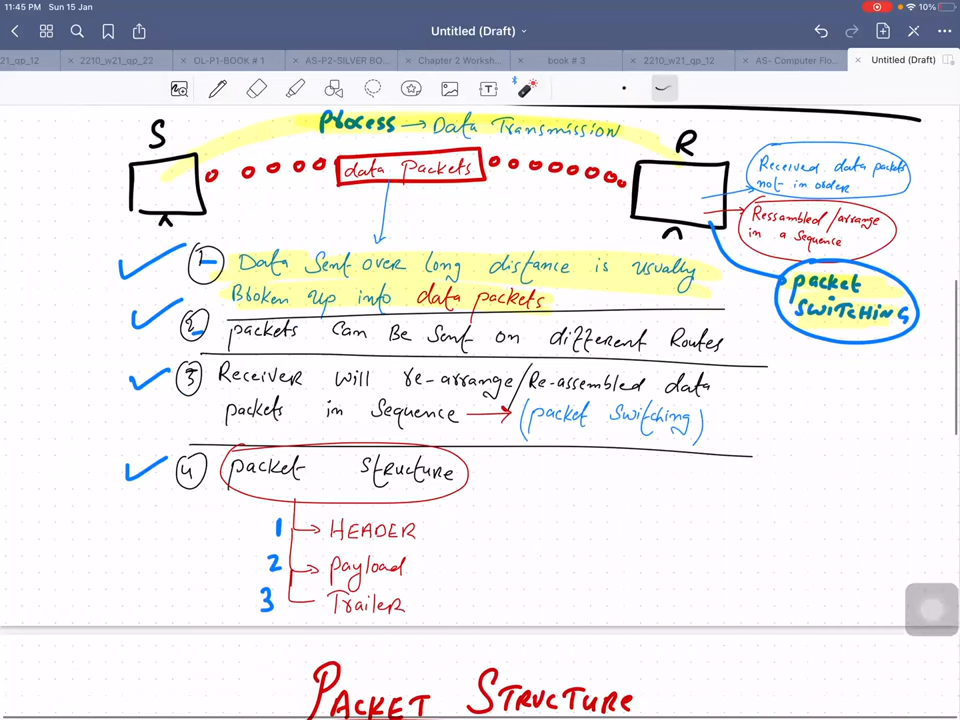 11:45 PM Sun 15 Jan
10%
Untitled (Draft)
21_qp_12
2210_w21_qp_22
OL-P1-BOOK # 1
AS-P2-SILVER BO...
Chapter 2 Worksh...
book # 3
2210_w21_qp_12
AS- Computer Flo...
Untitled (Draft)
Process → Data Transmission
S
R
data Packets
Received data packets
not in order
Ressambled/arrange
in a sequence
packet
SWITCHING
1 Data Sent over long distance is usually
Broken up into data packets
2 packets Can Be Sent on different Routes
3 Receiver will re-arrange/Re-assembled data
packets in Sequence → (packet switching)
4 packet structure
1 → HEADER
2 → Payload
3 Trailer
PACKET STRUCTURE